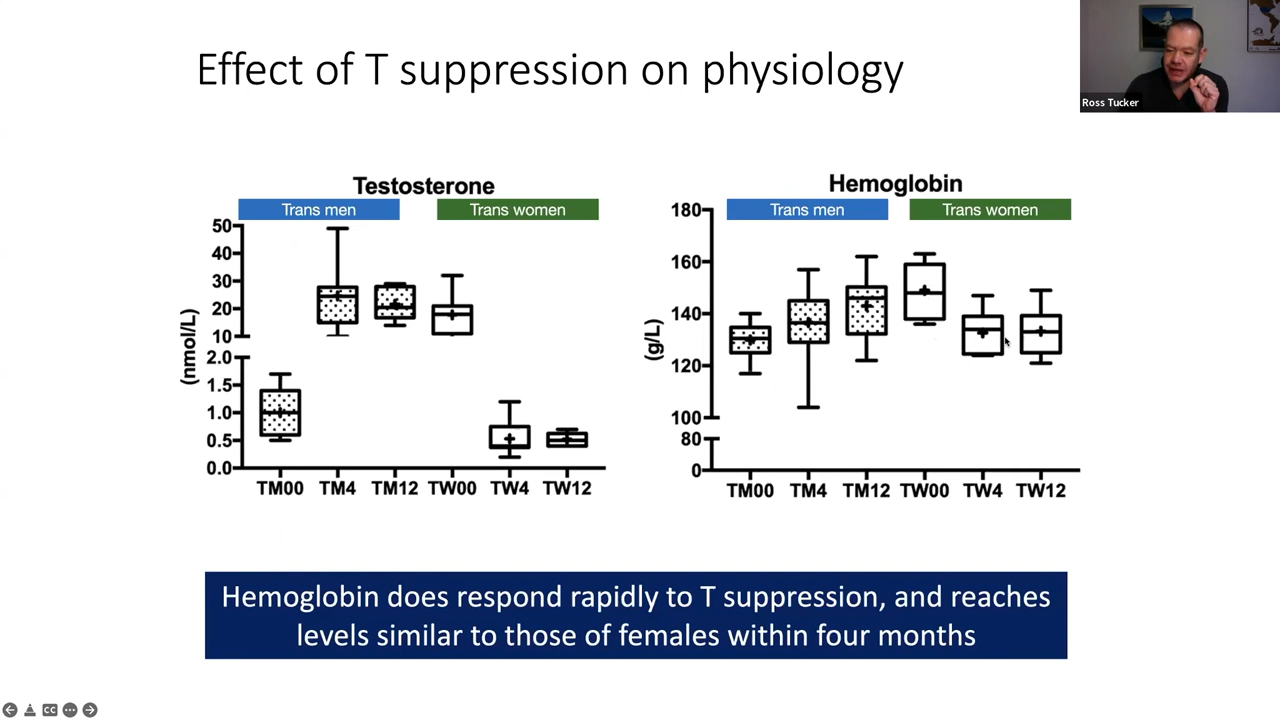 Effect of T suppression on physiology
Ross Tucker
Testosterone
Trans men
Trans women
50
40
30
20
10
2.0
1.5
1.0
0.5
0.0
(nmol/L)
TM00 TM4 TM12 TW00 TW4 TW12
Hemoglobin
Trans men
Trans women
180
160
140
120
100
80
0
(g/L)
TM00 TM4 TM12 TW00 TW4 TW12
Hemoglobin does respond rapidly to T suppression, and reaches
levels similar to those of females within four months
CC